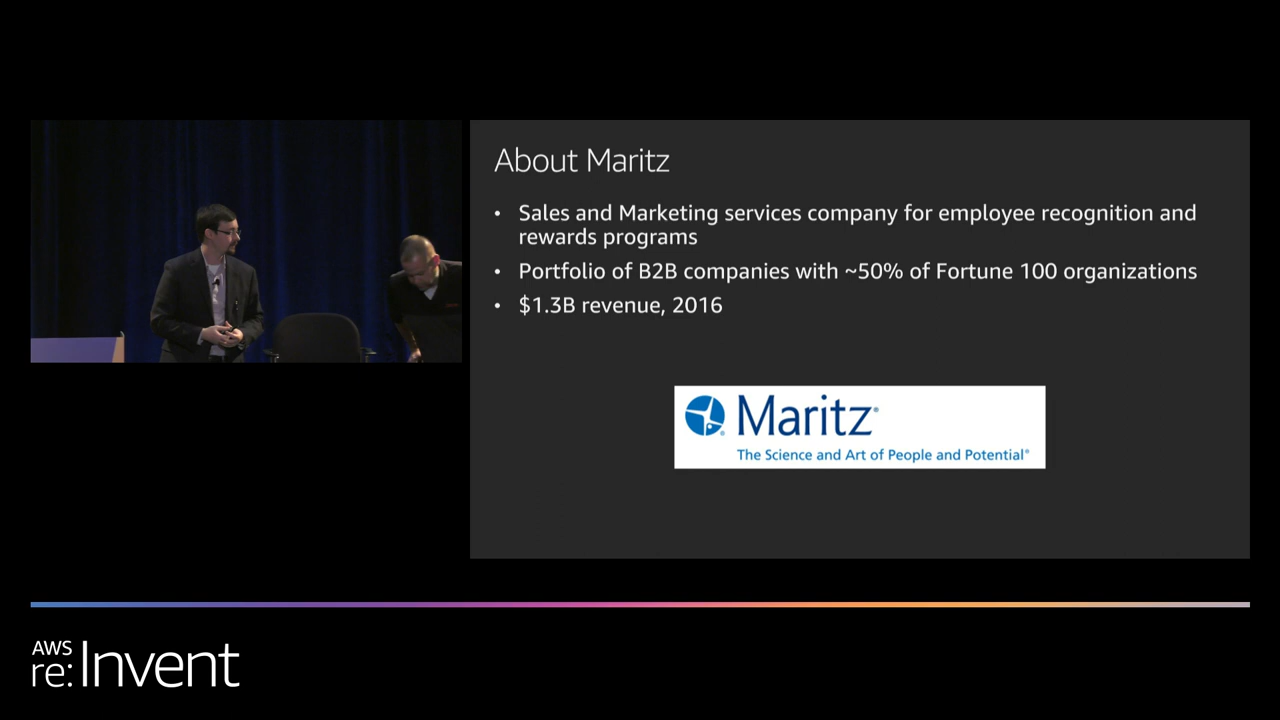 About Maritz
• Sales and Marketing services company for employee recognition and
rewards programs
• Portfolio of B2B companies with ~50% of Fortune 100 organizations
• $1.3B revenue, 2016
Maritz®
The Science and Art of People and Potential®
AWS
re:Invent